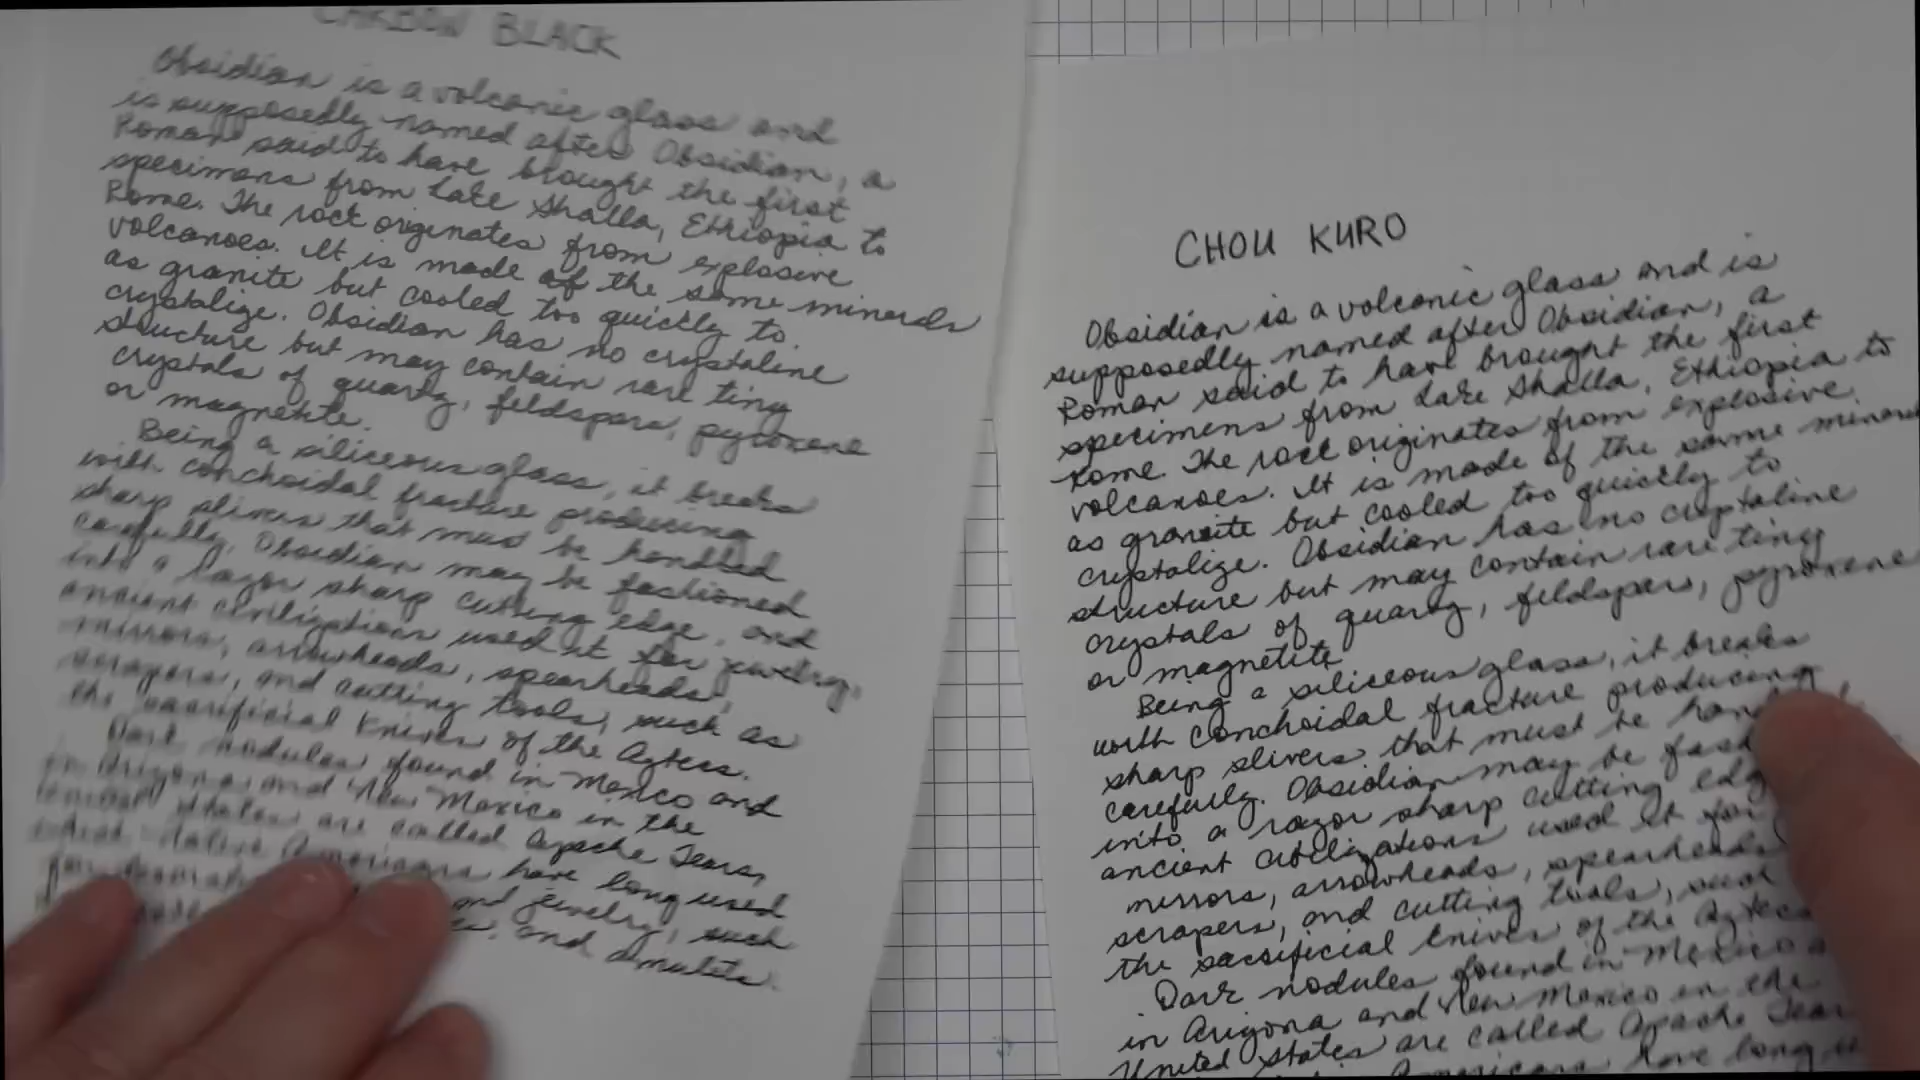 CARBON BLACK
Obsidian is a volcanic glass and
is supposedly named after Obsidian, a
Roman said to have brought the first
specimens from Lake Shalla, Ethiopia to
Rome. The rock originates from explosive
volcanoes. It is made of the same minerals
as granite but cooled too quickly to
crystalize. Obsidian has no crystaline
structure but may contain rare tiny
crystals of quartz, feldspars, pyroxene
or magnetite.
Being a siliceous glass, it breaks
with conchoidal fracture producing
sharp slivers that must be handled
carefully. Obsidian may be fashioned
into a razor sharp cutting edge, and
ancient civilizations used it for jewelry,
mirrors, arrowheads, spearheads,
scrapers, and cutting tools, such as
the sacrificial knives of the Aztecs.
Dark nodules found in Mexico and
in Arizona and New Mexico in the
United States are called Apache Tears,
Native Americans have long used
and jewelry, such
and amulets.
CHOU KURO
Obsidian is a volcanic glass and is
supposedly named after Obsidian, a
Roman said to have brought the first
specimens from Lake Shalla, Ethiopia to
Rome. The rock originates from explosive
volcanoes. It is made of the same
as granite but cooled too quickly to
crystalize. Obsidian has no cryptaline
structure but may contain rare tiny
crystals of quartz, feldspars, pyroxene
or magnetite
Being a siliceous glass, it breaks
with conchoidal fracture producing
sharp slivers that must be
carefully. Obsidian may be
into a razor sharp cutting
ancient civilizations used it for
mirrors, arrowheads, spearheads
scrapers, and cutting tools, such
the sacrificial knives of the Aztecs
Dark nodules found in Mexico
in Arizona and New Mexico in the
United States are called Apache
Americans have long